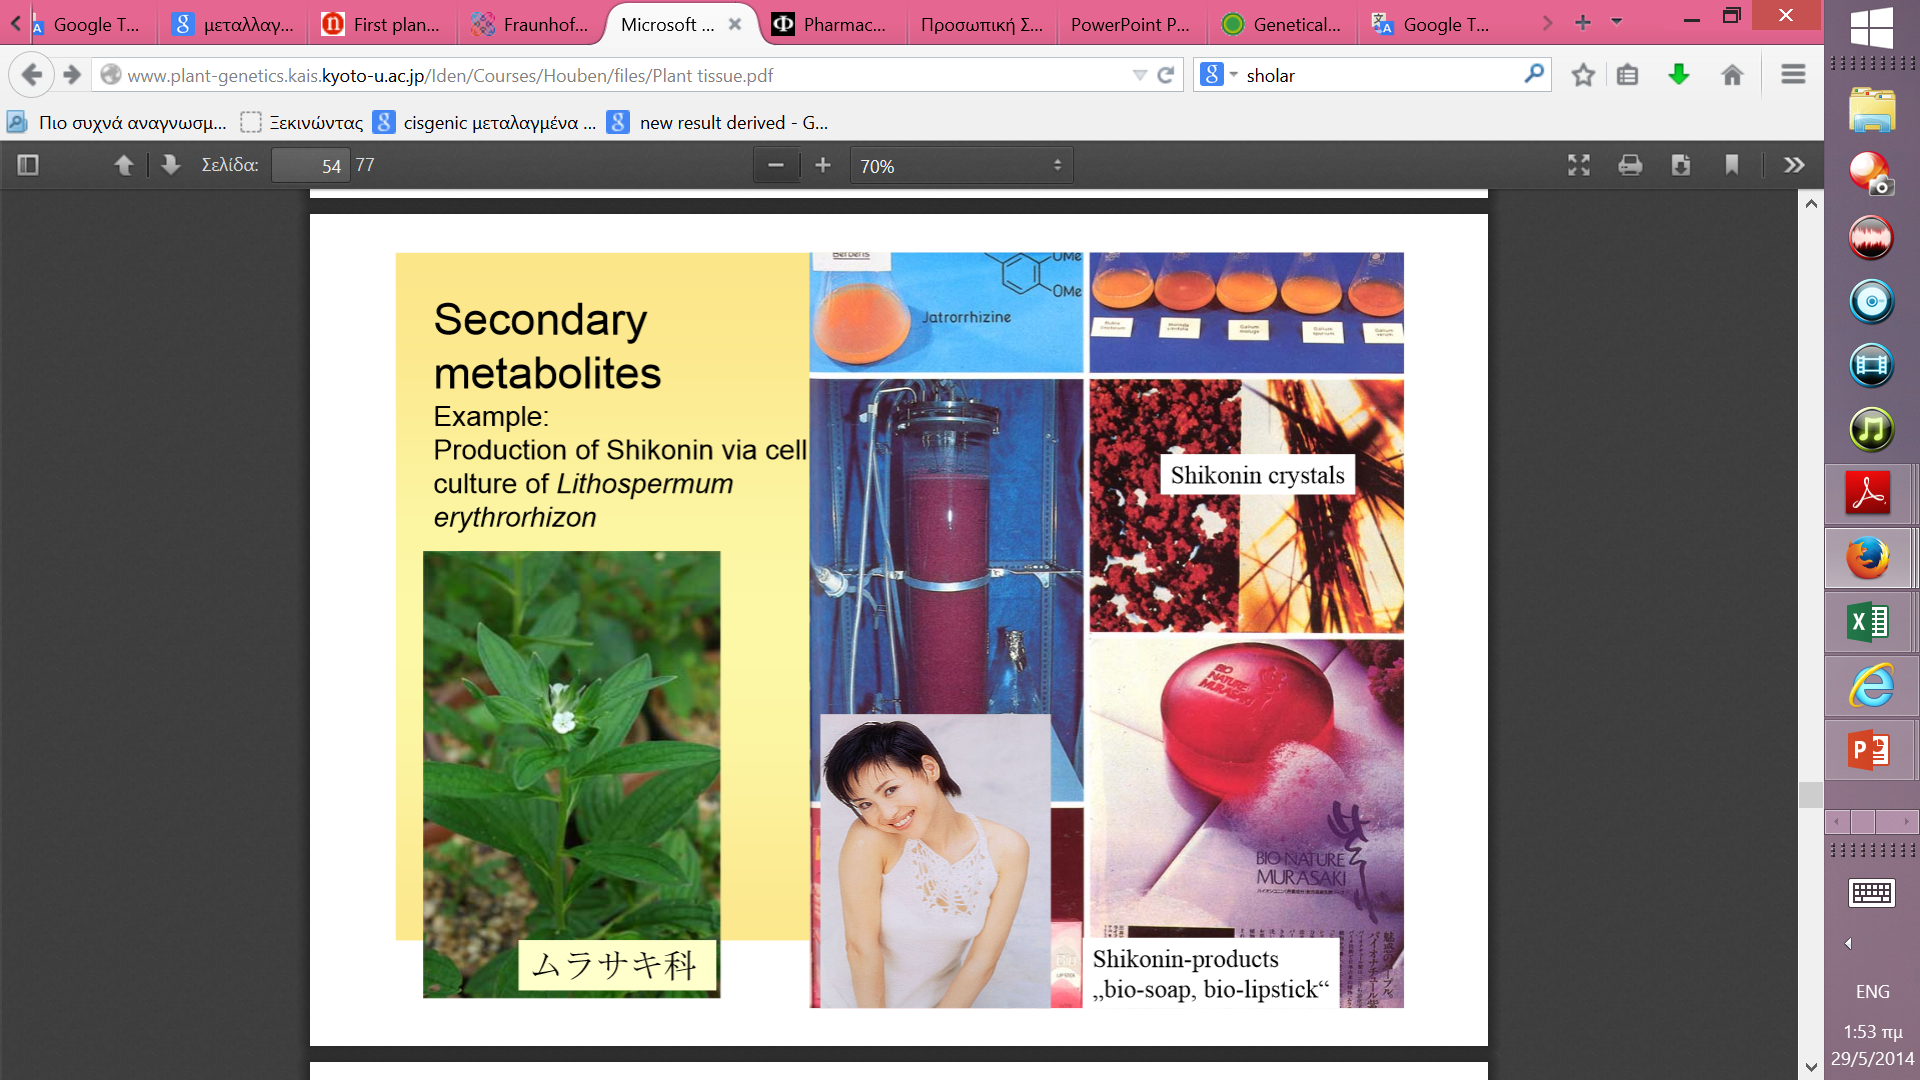 Google T...
μεταλλαγ...
First plan...
Fraunhof...
Microsoft ...
Pharmac...
Προσωπική Σ...
PowerPoint P...
Genetical...
Google T...
www.plant-genetics.kais.kyoto-u.ac.jp/Iden/Courses/Houben/files/Plant tissue.pdf
sholar
Πιο συχνά αναγνωσμ...
Ξεκινώντας
cisgenic μεταλαγμένα ...
new result derived - G...
Σελίδα:
54
77
70%
Secondary
metabolites
Example:
Production of Shikonin via cell
culture of Lithospermum
erythrorhizon
ムラサキ科
Berberis
OMe
OMe
Jatrorrhizine
Shikonin crystals
BIO
NATURE
MURASAKI
BIO NATURE
MURASAKI
Shikonin-products
„bio-soap, bio-lipstick“
ENG
1:53 πμ
29/5/2014